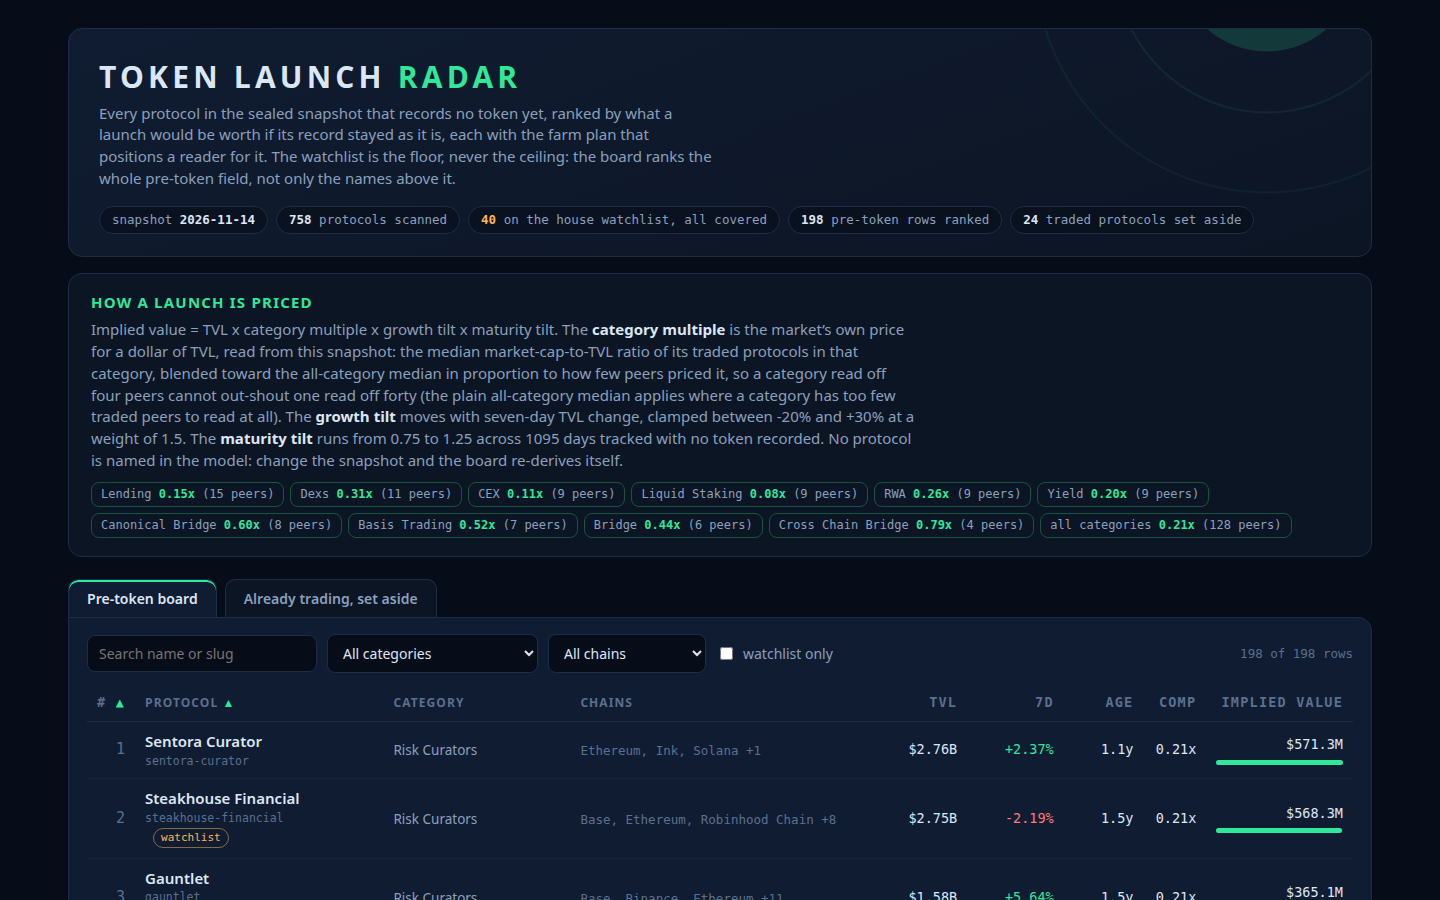 TOKEN LAUNCH RADAR
Every protocol in the sealed snapshot that records no token yet, ranked by what a
launch would be worth if its record stayed as it is, each with the farm plan that
positions a reader for it. The watchlist is the floor, never the ceiling: the board ranks the
whole pre-token field, not only the names above it.
snapshot 2026-11-14 758 protocols scanned 40 on the house watchlist, all covered 198 pre-token rows ranked 24 traded protocols set aside
HOW A LAUNCH IS PRICED
Implied value = TVL x category multiple x growth tilt x maturity tilt. The category multiple is the market's own price
for a dollar of TVL, read from this snapshot: the median market-cap-to-TVL ratio of its traded protocols in that
category, blended toward the all-category median in proportion to how few peers priced it, so a category read off
four peers cannot out-shout one read off forty (the plain all-category median applies where a category has too few
traded peers to read at all). The growth tilt moves with seven-day TVL change, clamped between -20% and +30% at a
weight of 1.5. The maturity tilt runs from 0.75 to 1.25 across 1095 days tracked with no token recorded. No protocol
is named in the model: change the snapshot and the board re-derives itself.
Lending 0.15x (15 peers) Dexs 0.31x (11 peers) CEX 0.11x (9 peers) Liquid Staking 0.08x (9 peers) RWA 0.26x (9 peers) Yield 0.20x (9 peers)
Canonical Bridge 0.60x (8 peers) Basis Trading 0.52x (7 peers) Bridge 0.44x (6 peers) Cross Chain Bridge 0.79x (4 peers) all categories 0.21x (128 peers)
Pre-token board Already trading, set aside
Search name or slug All categories All chains watchlist only 198 of 198 rows
# ▲ PROTOCOL ▲ CATEGORY CHAINS TVL 7D AGE COMP IMPLIED VALUE
1 Sentora Curator Risk Curators Ethereum, Ink, Solana +1 $2.76B +2.37% 1.1y 0.21x $571.3M
sentora-curator
2 Steakhouse Financial Risk Curators Base, Ethereum, Robinhood Chain +8 $2.75B -2.19% 1.5y 0.21x $568.3M
steakhouse-financial
watchlist
3 Gauntlet Risk Curators Base, Binance, Ethereum +11 $1.58B +5.64% 1.5y 0.21x $365.1M
gauntlet